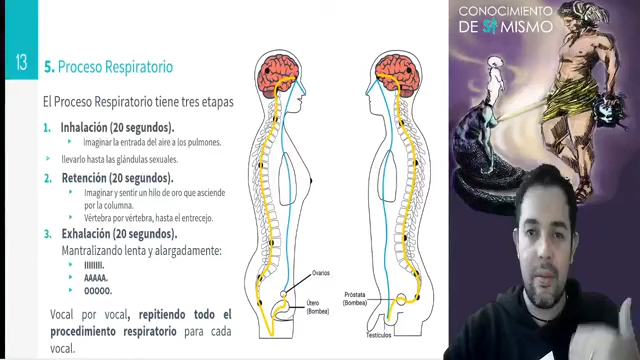 13
5. Proceso Respiratorio
El Proceso Respiratorio tiene tres etapas
1. Inhalación (20 segundos).
Imaginar la entrada del aire a los pulmones.
llevarlo hasta las glándulas sexuales.
2. Retención (20 segundos).
Imaginar y sentir un hilo de oro que asciende
por la columna.
Vértebra por vértebra, hasta el entrecejo.
3. Exhalación (20 segundos).
Mantralizando lenta y alargadamente:
IIIIIIII.
AAAAA.
OOOOO.
Vocal por vocal, repitiendo todo el
procedimiento respiratorio para cada
vocal.
Ovarios
Útero
(Bombea)
Próstata
(Bombea)
Testículos
CONOCIMIENTO
DE SÍ MISMO